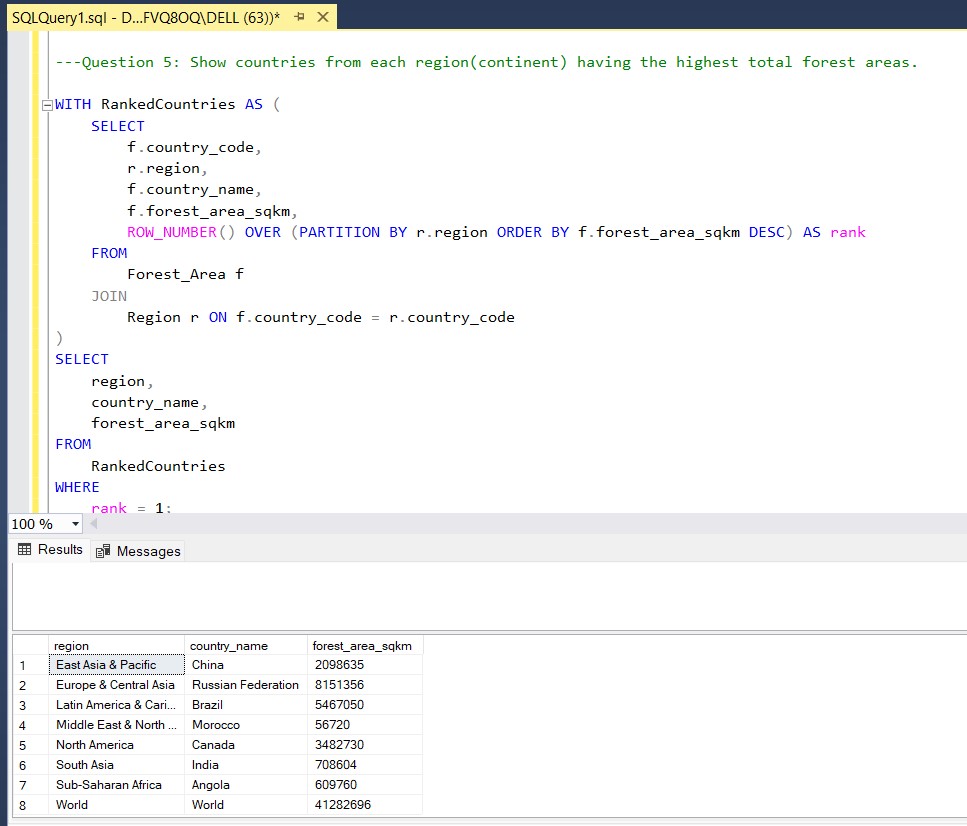 SQLQuery1.sql - D...FVQ8OQ\DELL (63))*
---Question 5: Show countries from each region(continent) having the highest total forest areas.
WITH RankedCountries AS (
SELECT
f.country_code,
r.region,
f.country_name,
f.forest_area_sqkm,
ROW_NUMBER() OVER (PARTITION BY r.region ORDER BY f.forest_area_sqkm DESC) AS rank
FROM
Forest_Area f
JOIN
Region r ON f.country_code = r.country_code
)
SELECT
region,
country_name,
forest_area_sqkm
FROM
RankedCountries
WHERE
rank = 1;
100 %
Results Messages
region country_name forest_area_sqkm
1 East Asia & Pacific China 2098635
2 Europe & Central Asia Russian Federation 8151356
3 Latin America & Cari... Brazil 5467050
4 Middle East & North ... Morocco 56720
5 North America Canada 3482730
6 South Asia India 708604
7 Sub-Saharan Africa Angola 609760
8 World World 41282696